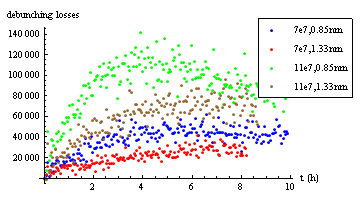 debunching losses
140 000
120 000
100 000
80 000
60 000
40 000
20 000
2
4
6
8
10
t (h)
7e7,0.85nm
7e7,1.33nm
11e7,0.85nm
11e7,1.33nm